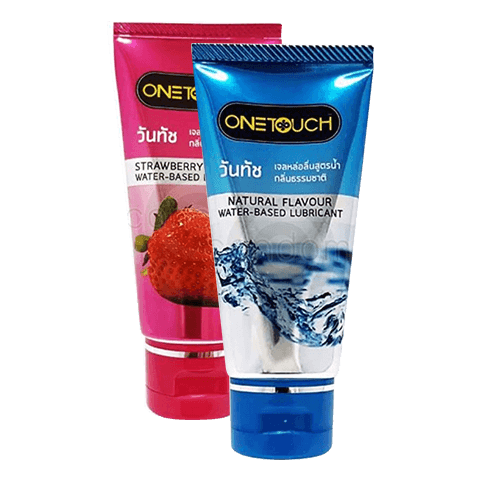 ONETOUCH
วันทัช
เจลหล่อลื่นสูตรน้ำ
กลิ่นธรรมชาติ
NATURAL FLAVOUR
WATER-BASED LUBRICANT
วันทัช
STRAWBERRY
WATER-BASED
condom